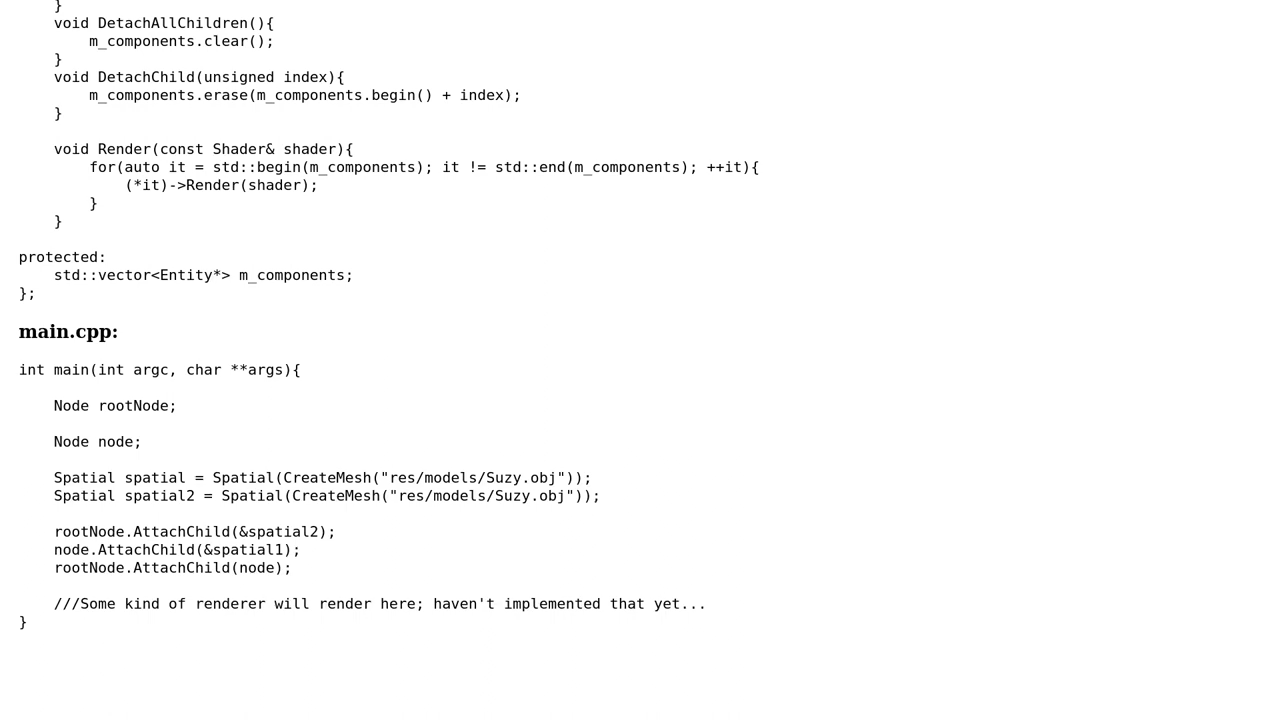 }
    void DetachAllChildren(){
        m_components.clear();
    }
    void DetachChild(unsigned index){
        m_components.erase(m_components.begin() + index);
    }

    void Render(const Shader& shader){
        for(auto it = std::begin(m_components); it != std::end(m_components); ++it){
            (*it)->Render(shader);
        }
    }

protected:
    std::vector<Entity*> m_components;
};
main.cpp:
int main(int argc, char **args){

    Node rootNode;

    Node node;

    Spatial spatial = Spatial(CreateMesh("res/models/Suzy.obj"));
    Spatial spatial2 = Spatial(CreateMesh("res/models/Suzy.obj"));

    rootNode.AttachChild(&spatial2);
    node.AttachChild(&spatial1);
    rootNode.AttachChild(node);

    ///Some kind of renderer will render here; haven't implemented that yet...
}